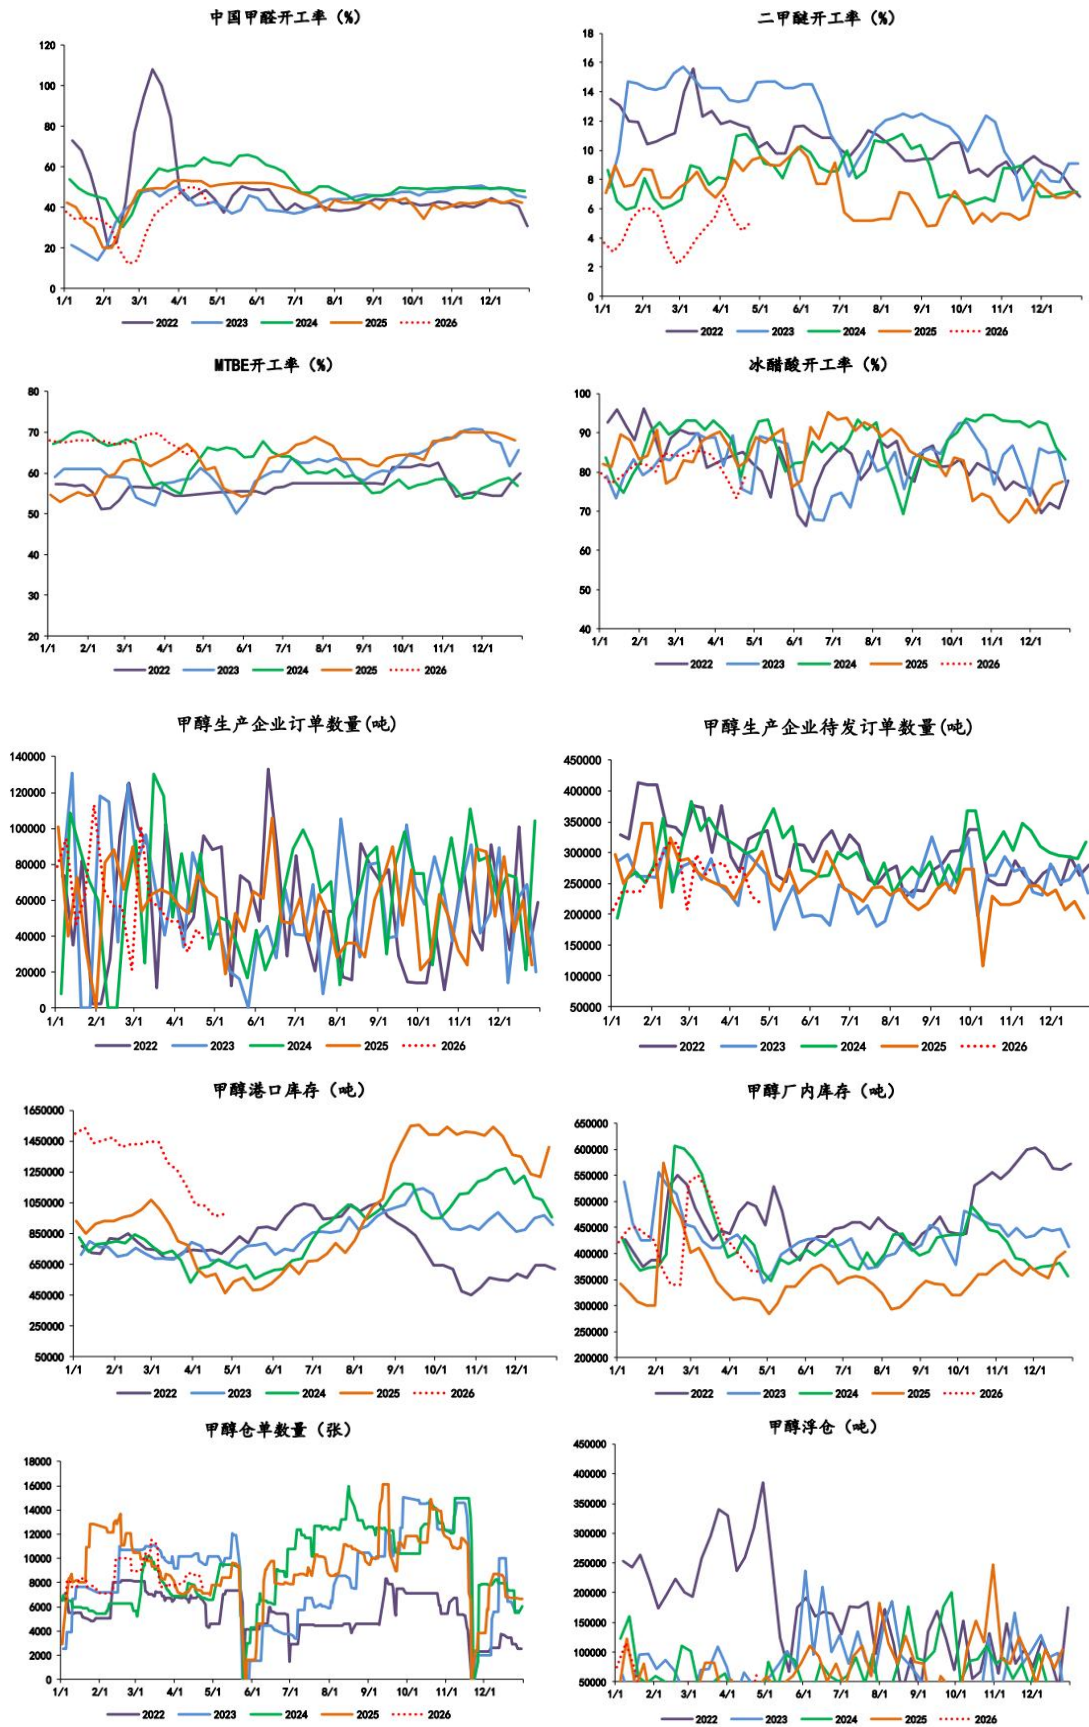 中国甲醛开工率（%）
120
100
80
60
40
20
0
1/1 2/1 3/1 4/1 5/1 6/1 7/1 8/1 9/1 10/1 11/1 12/1
2022 2023 2024 2025 2026
二甲醚开工率（%）
18
16
14
12
10
8
6
4
2
0
1/1 2/1 3/1 4/1 5/1 6/1 7/1 8/1 9/1 10/1 11/1 12/1
2022 2023 2024 2025 2026
MTBE开工率（%）
80
70
60
50
40
30
20
1/1 2/1 3/1 4/1 5/1 6/1 7/1 8/1 9/1 10/1 11/1 12/1
2022 2023 2024 2025 2026
冰醋酸开工率（%）
100
90
80
70
60
50
40
1/1 2/1 3/1 4/1 5/1 6/1 7/1 8/1 9/1 10/1 11/1 12/1
2022 2023 2024 2025 2026
甲醇生产企业订单数量(吨)
140000
120000
100000
80000
60000
40000
20000
0
1/1 2/1 3/1 4/1 5/1 6/1 7/1 8/1 9/1 10/1 11/1 12/1
2022 2023 2024 2025 2026
甲醇生产企业待发订单数量(吨)
450000
400000
350000
300000
250000
200000
150000
100000
50000
1/1 2/1 3/1 4/1 5/1 6/1 7/1 8/1 9/1 10/1 11/1 12/1
2022 2023 2024 2025 2026
甲醇港口库存（吨）
1650000
1450000
1250000
1050000
850000
650000
450000
250000
50000
1/1 2/1 3/1 4/1 5/1 6/1 7/1 8/1 9/1 10/1 11/1 12/1
2022 2023 2024 2025 2026
甲醇厂内库存（吨）
650000
600000
550000
500000
450000
400000
350000
300000
250000
200000
1/1 2/1 3/1 4/1 5/1 6/1 7/1 8/1 9/1 10/1 11/1 12/1
2022 2023 2024 2025 2026
甲醇仓单数量（张）
18000
16000
14000
12000
10000
8000
6000
4000
2000
0
1/1 2/1 3/1 4/1 5/1 6/1 7/1 8/1 9/1 10/1 11/1 12/1
2022 2023 2024 2025 2026
甲醇浮仓（吨）
450000
400000
350000
300000
250000
200000
150000
100000
50000
1/1 2/1 3/1 4/1 5/1 6/1 7/1 8/1 9/1 10/1 11/1 12/1
2022 2023 2024 2025 2026